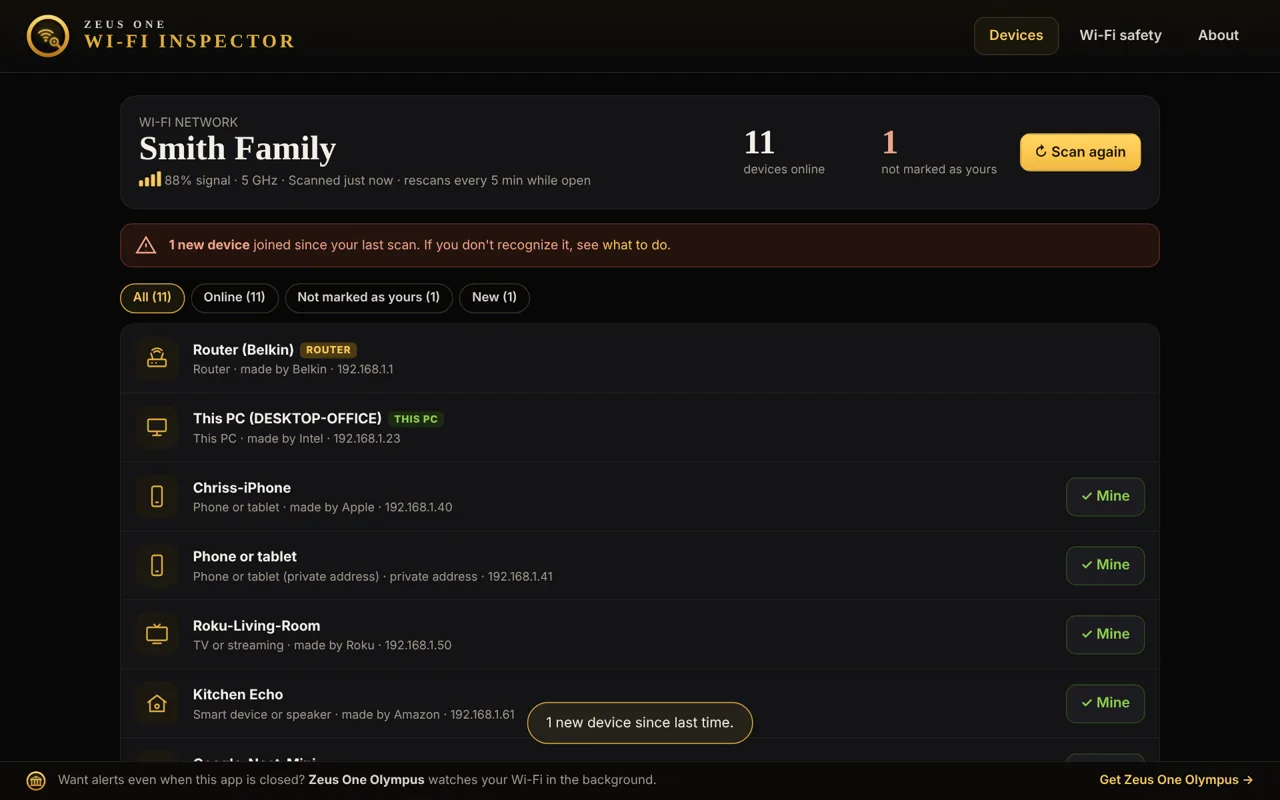 ZEUS ONE
WI-FI INSPECTOR
Devices
Wi-Fi safety
About
WI-FI NETWORK
Smith Family
88% signal · 5 GHz · Scanned just now · rescans every 5 min while open
11
devices online
1
not marked as yours
↻ Scan again
1 new device joined since your last scan. If you don't recognize it, see what to do.
All (11)
Online (11)
Not marked as yours (1)
New (1)
Router (Belkin) ROUTER
Router · made by Belkin · 192.168.1.1
This PC (DESKTOP-OFFICE) THIS PC
This PC · made by Intel · 192.168.1.23
Chriss-iPhone
Phone or tablet · made by Apple · 192.168.1.40
✓ Mine
Phone or tablet
Phone or tablet (private address) · private address · 192.168.1.41
✓ Mine
Roku-Living-Room
TV or streaming · made by Roku · 192.168.1.50
✓ Mine
Kitchen Echo
Smart device or speaker · made by Amazon · 192.168.1.61
✓ Mine
1 new device since last time.
Google-Nest-Mini
Want alerts even when this app is closed? Zeus One Olympus watches your Wi-Fi in the background.
Get Zeus One Olympus →